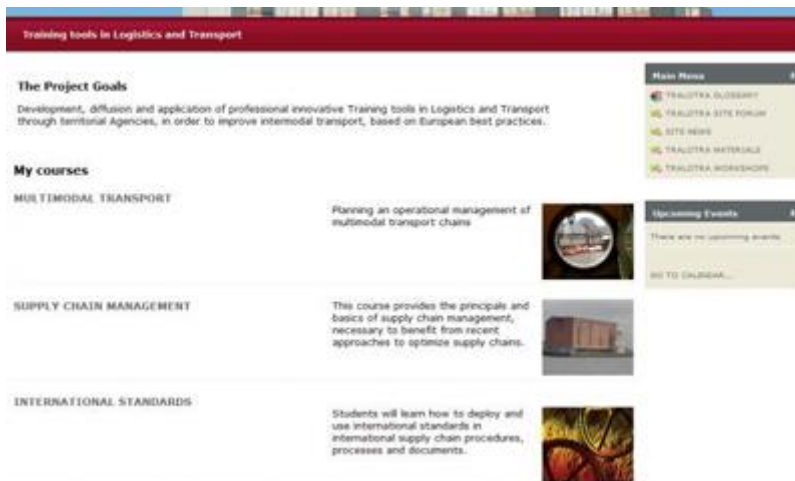 Training tools in Logistics and Transport
The Project Goals
Development, diffusion and application of professional innovative Training tools in Logistics and Transport
through territorial Agencies, in order to improve intermodal transport, based on European best practices.
My courses
MULTIMODAL TRANSPORT
Planning an operational management of
multimodal transport chains
SUPPLY CHAIN MANAGEMENT
This course provides the principals and
basics of supply chain management,
necessary to benefit from recent
approaches to optimize supply chains.
INTERNATIONAL STANDARDS
Students will learn how to deploy and
use international standards in
international supply chain procedures,
processes and documents.
Main Menu
TRALOTRA GLOSSARY
TRALOTRA SITE FORUM
SITE NEWS
TRALOTRA MATERIALS
TRALOTRA WORKSHOPS
Upcoming Events
There are no upcoming events
GO TO CALENDAR...